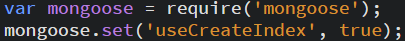 var mongoose = require('mongoose');
mongoose.set('useCreateIndex', true);